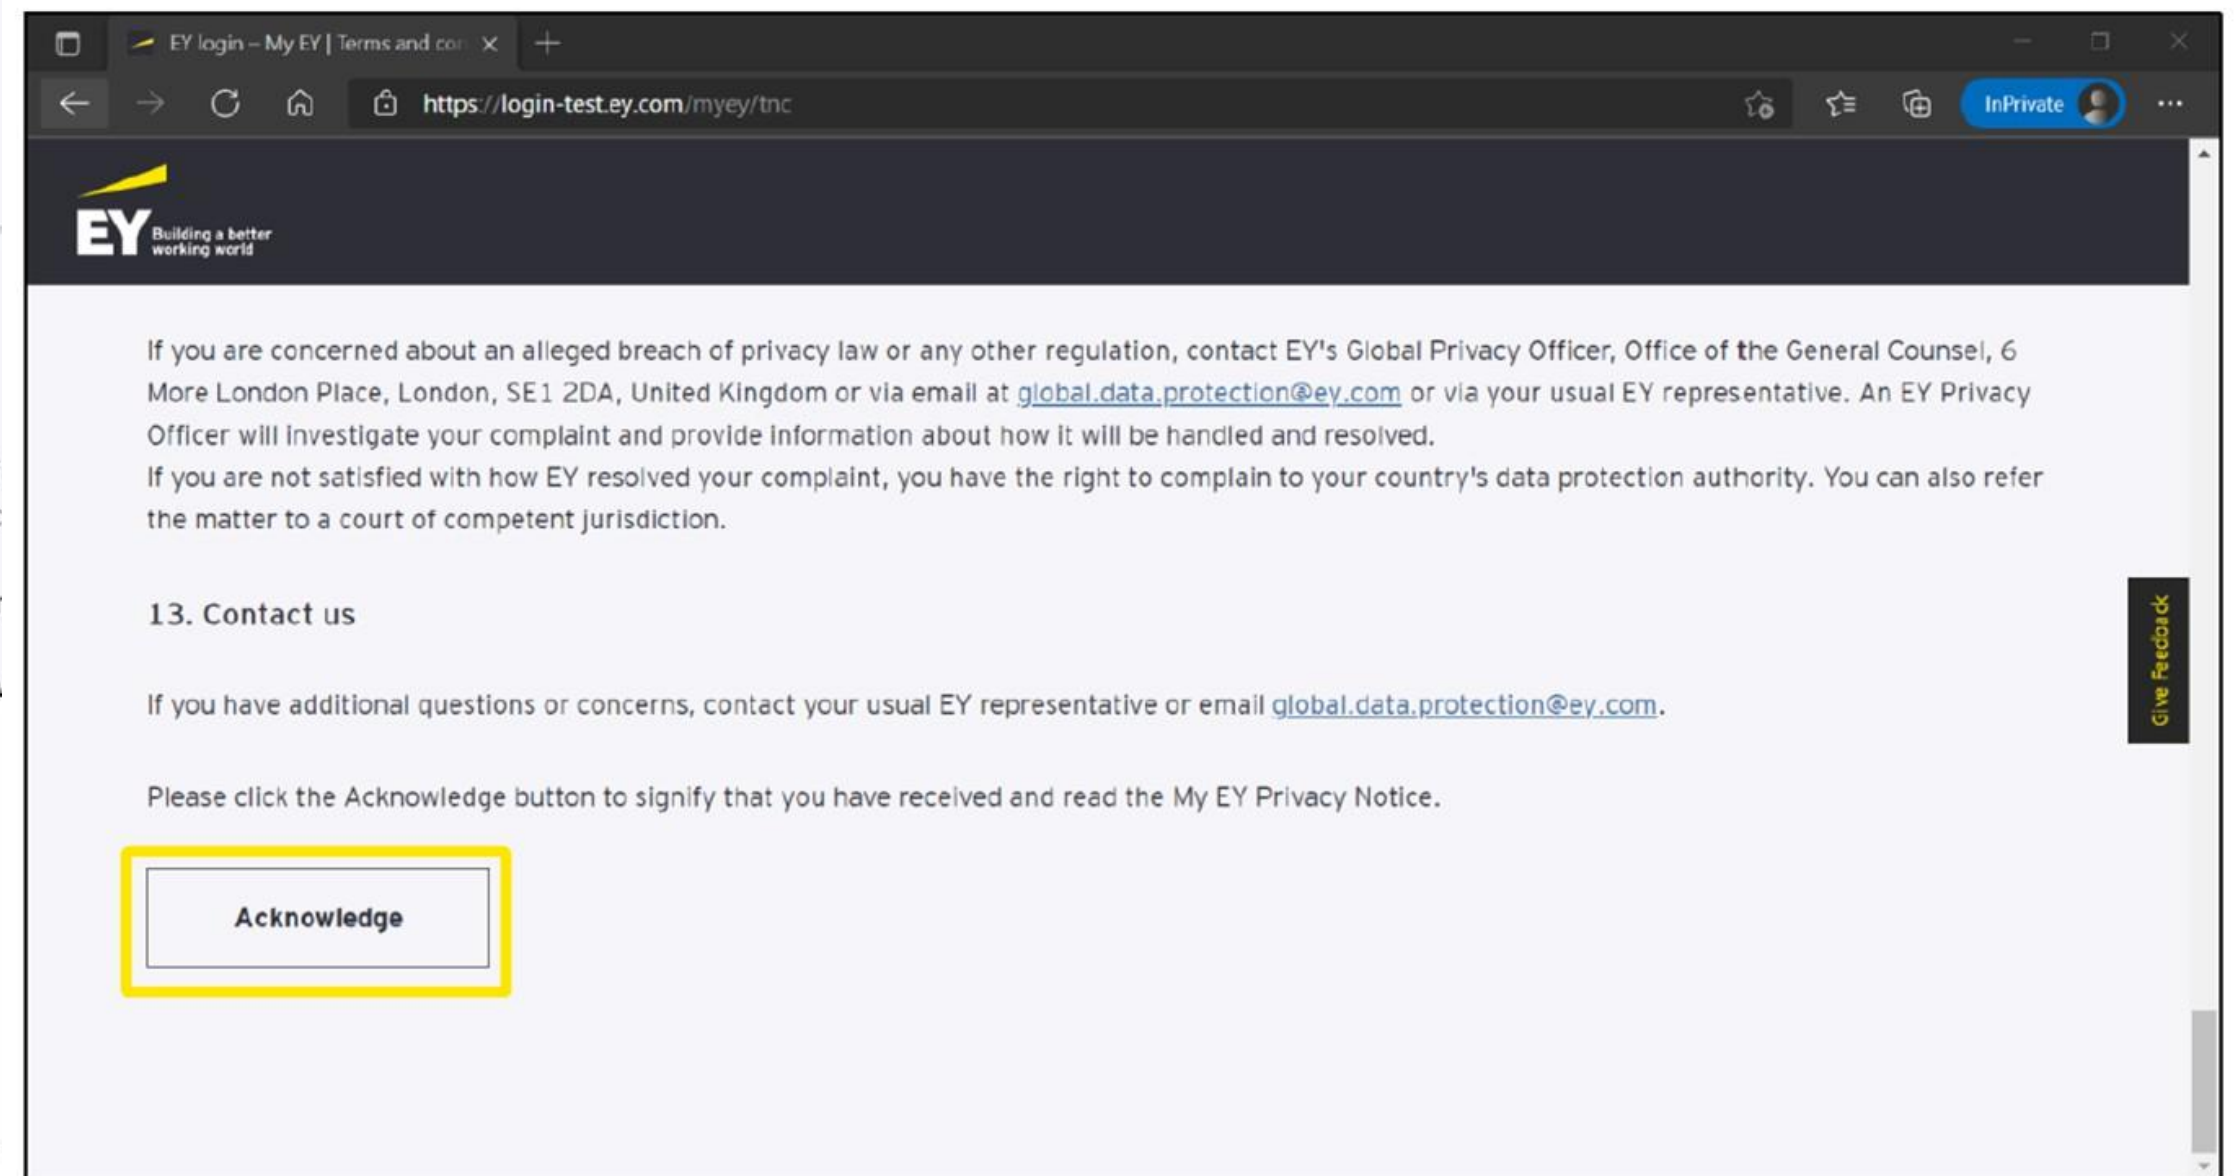 EY login – My EY | Terms and con
https://login-test.ey.com/myey/tnc
InPrivate
EY
Building a better
working world
If you are concerned about an alleged breach of privacy law or any other regulation, contact EY's Global Privacy Officer, Office of the General Counsel, 6
More London Place, London, SE1 2DA, United Kingdom or via email at global.data.protection@ey.com or via your usual EY representative. An EY Privacy
Officer will investigate your complaint and provide information about how it will be handled and resolved.
If you are not satisfied with how EY resolved your complaint, you have the right to complain to your country's data protection authority. You can also refer
the matter to a court of competent jurisdiction.
13. Contact us
Give Feedback
If you have additional questions or concerns, contact your usual EY representative or email global.data.protection@ey.com.
Please click the Acknowledge button to signify that you have received and read the My EY Privacy Notice.
Acknowledge